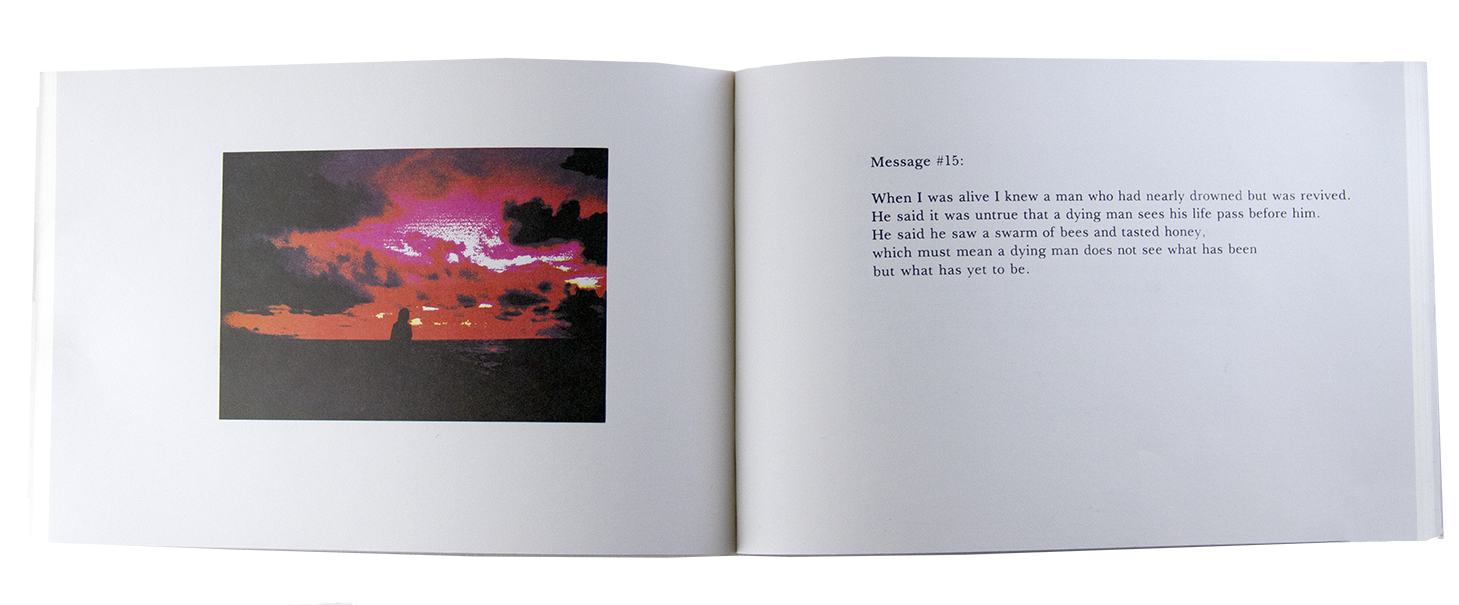 Message #15:
When I was alive I knew a man who had nearly drowned but was revived.
He said it was untrue that a dying man sees his life pass before him.
He said he saw a swarm of bees and tasted honey,
which must mean a dying man does not see what has been
but what has yet to be.